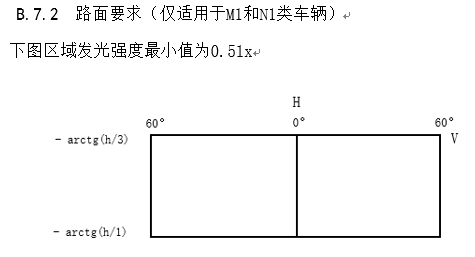 B.7.2 路面要求（仅适用于M1和N1类车辆）↵
下图区域发光强度最小值为0.51x↵
H
60° 0° 60°
V
- arctg(h/3)
- arctg(h/1)